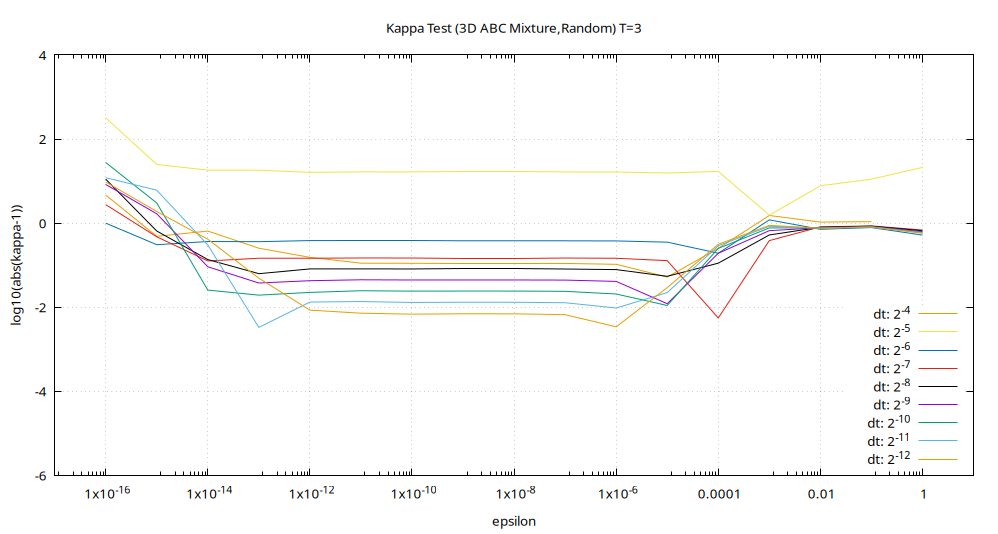 Kappa Test (3D ABC Mixture,Random) T=3
log10(abs(kappa-1))
4
2
0
-2
-4
-6
dt: 2^-4
dt: 2^-5
dt: 2^-6
dt: 2^-7
dt: 2^-8
dt: 2^-9
dt: 2^-10
dt: 2^-11
dt: 2^-12
1x10^-16 1x10^-14 1x10^-12 1x10^-10 1x10^-8 1x10^-6 0.0001 0.01 1
epsilon